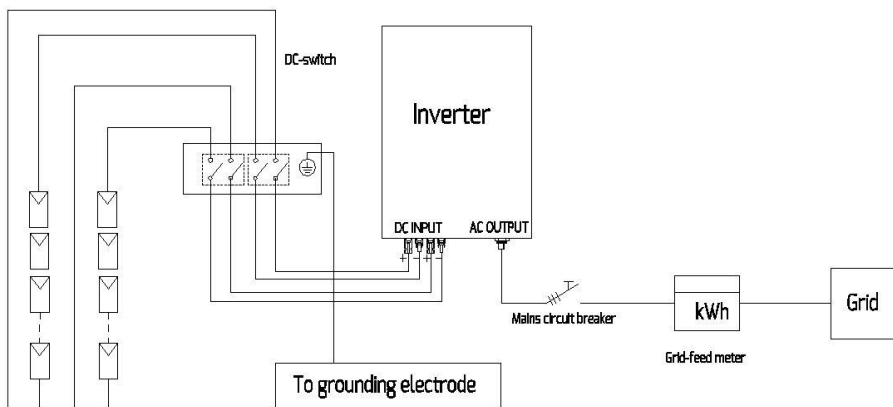 DC-switch
Inverter
DC INPUT AC OUTPUT
+ - + -
Mains circuit breaker
kWh
Grid
Grid-feed meter
To grounding electrode